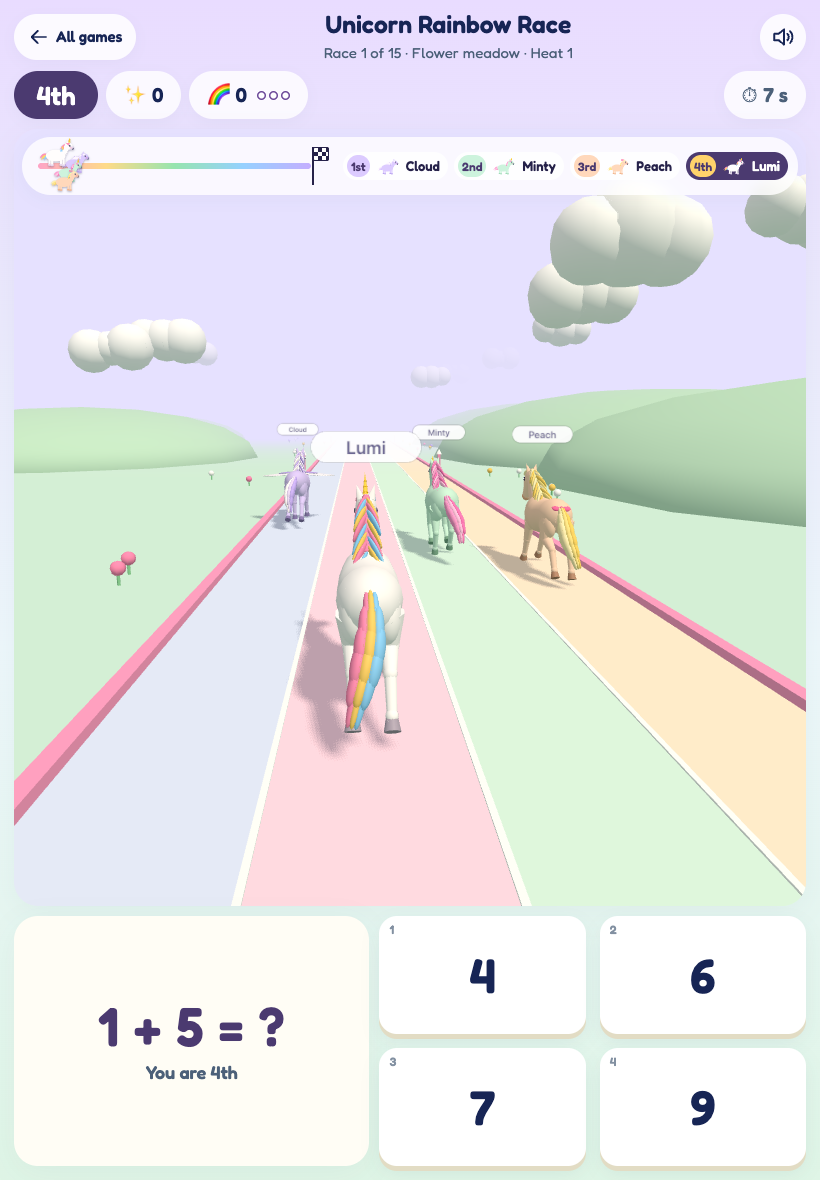 All games
Unicorn Rainbow Race
Race 1 of 15 · Flower meadow · Heat 1
4th
0
0
7 s
1st Cloud
2nd Minty
3rd Peach
4th Lumi
Cloud
Lumi
Minty
Peach
1 + 5 = ?
You are 4th
1
4
2
6
3
7
4
9